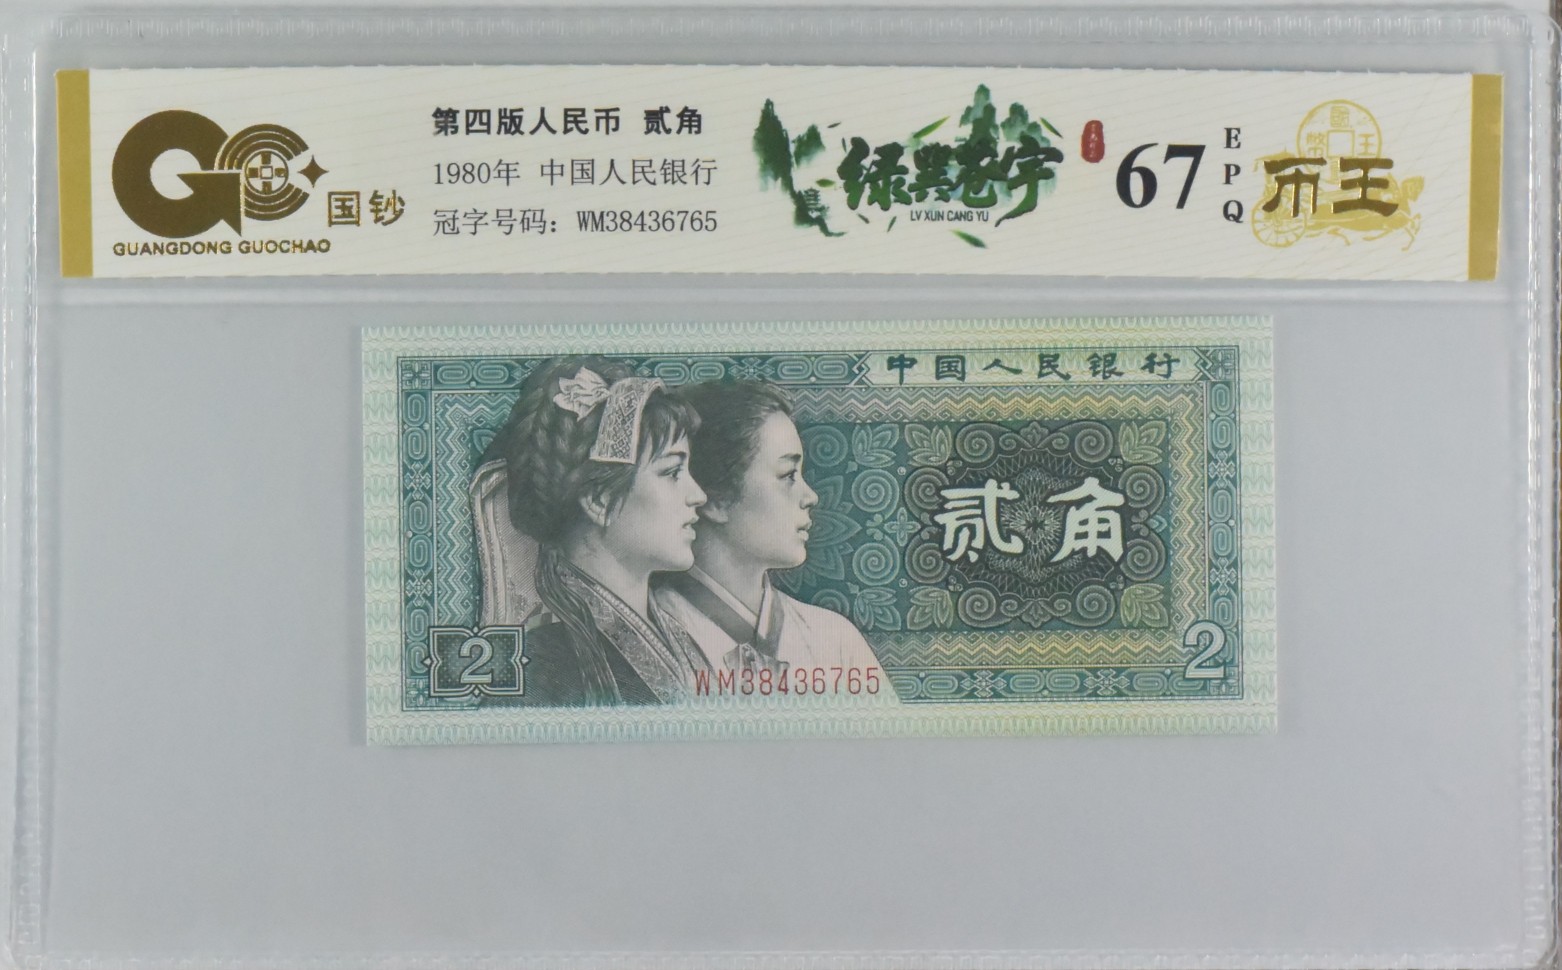 国钞
GUANGDONG GUOCHAO
第四版人民币 贰角
1980年 中国人民银行
冠字号码：WM38436765
绿巽苍宇
LV XUN CANG YU
67
EPQ
币王
中国人民银行
贰角
2
2
WM38436765